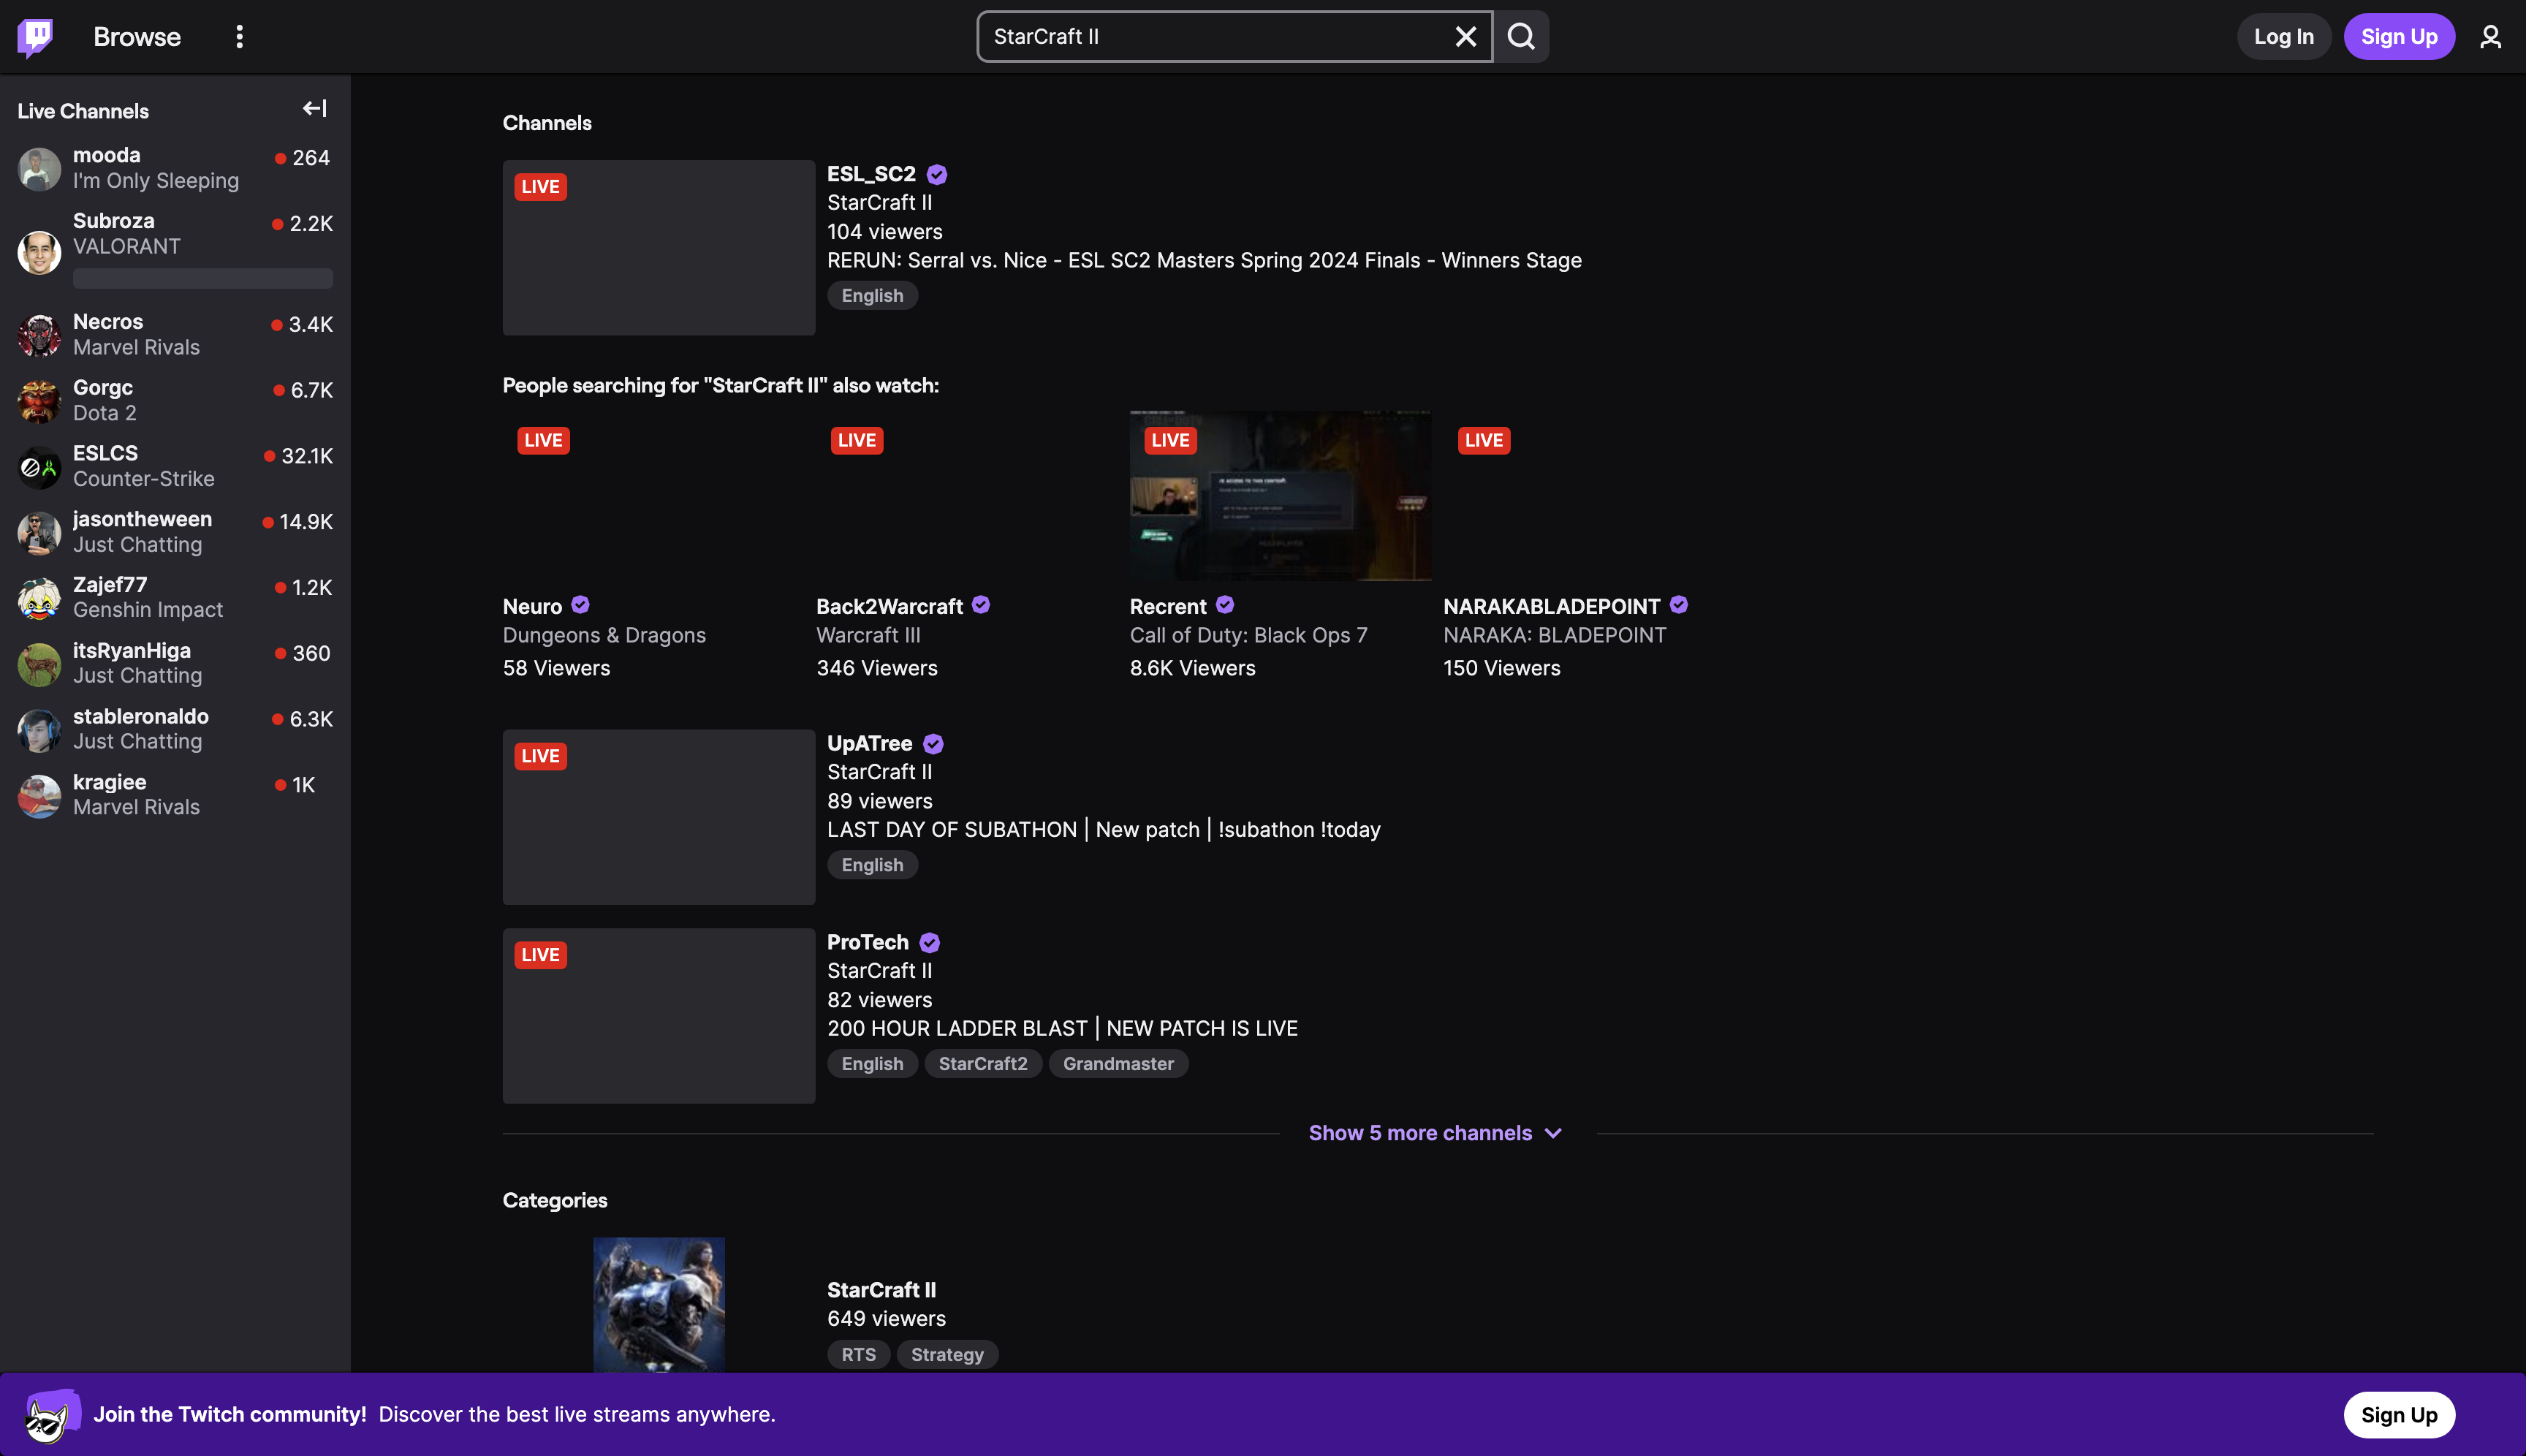 Browse
StarCraft II
Log In
Sign Up
Live Channels
mooda
264
I'm Only Sleeping
Subroza
2.2K
VALORANT
Necros
3.4K
Marvel Rivals
Gorgc
6.7K
Dota 2
ESLCS
32.1K
Counter-Strike
jasontheween
14.9K
Just Chatting
Zajef77
1.2K
Genshin Impact
itsRyanHiga
360
Just Chatting
stableronaldo
6.3K
Just Chatting
kragiee
1K
Marvel Rivals
Channels
LIVE
ESL_SC2
StarCraft II
104 viewers
RERUN: Serral vs. Nice - ESL SC2 Masters Spring 2024 Finals - Winners Stage
English
People searching for "StarCraft II" also watch:
LIVE
Neuro
Dungeons & Dragons
58 Viewers
LIVE
Back2Warcraft
Warcraft III
346 Viewers
LIVE
Recrent
Call of Duty: Black Ops 7
8.6K Viewers
LIVE
NARAKABLADEPOINT
NARAKA: BLADEPOINT
150 Viewers
LIVE
UpATree
StarCraft II
89 viewers
LAST DAY OF SUBATHON | New patch | !subathon !today
English
LIVE
ProTech
StarCraft II
82 viewers
200 HOUR LADDER BLAST | NEW PATCH IS LIVE
English StarCraft2 Grandmaster
Show 5 more channels
Categories
StarCraft II
649 viewers
RTS Strategy
Join the Twitch community! Discover the best live streams anywhere.
Sign Up